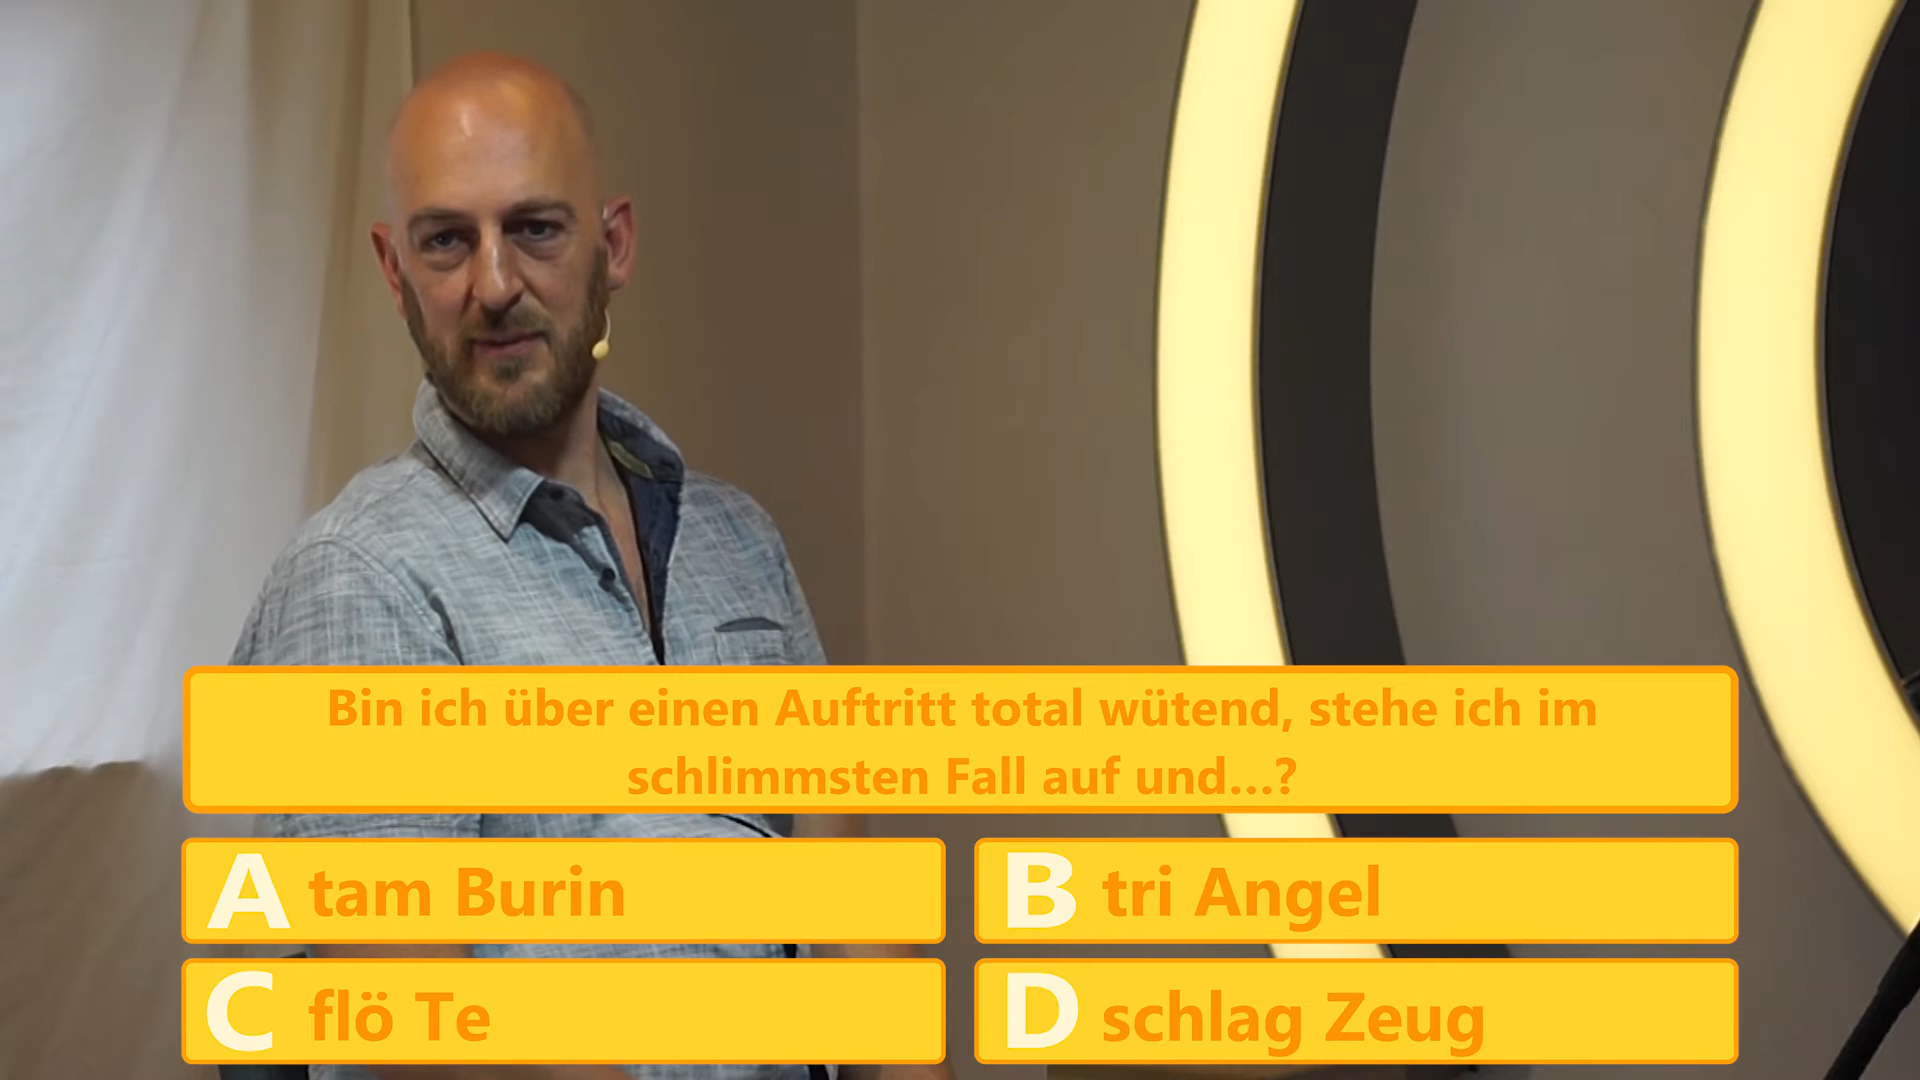 Bin ich über einen Auftritt total wütend, stehe ich im
schlimmsten Fall auf und...?
A tam Burin
B tri Angel
C flö Te
D schlag Zeug